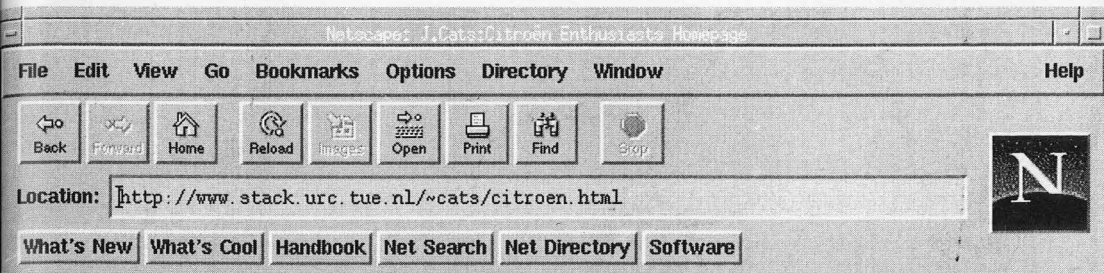 Netscape: J.Cats:Citroën Enthusiasts Homepage
File Edit View Go Bookmarks Options Directory Window Help
Back Forward Home Reload Images Open Print Find Stop
N
Location: http://www.stack.urc.tue.nl/~cats/citroen.html
What's New What's Cool Handbook Net Search Net Directory Software